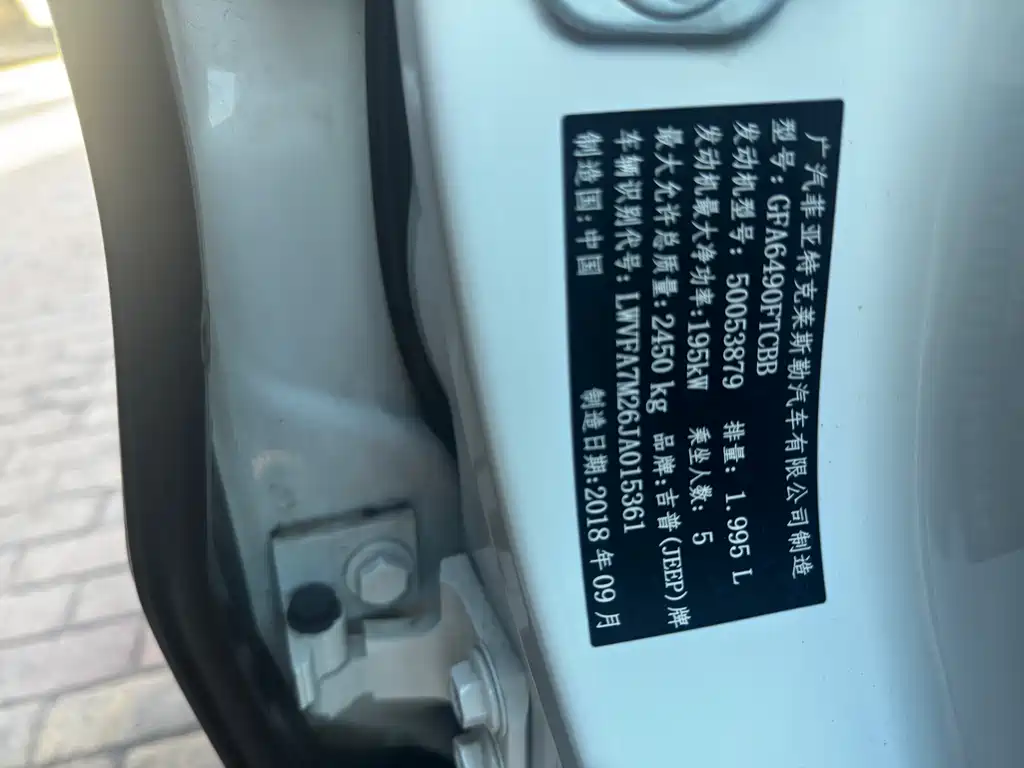 广汽菲亚特克莱斯勒汽车有限公司制造
型号: GFA6490FTCBB
发动机型号: 50053879 排量: 1.995 L
发动机最大净功率:195kW 乘坐人数: 5
最大允许总质量:2450 kg 品牌:吉普(JEEP)牌
车辆识别代号: LWVFA7M26JA015361
制造国:中国 制造日期:2018 年 09 月